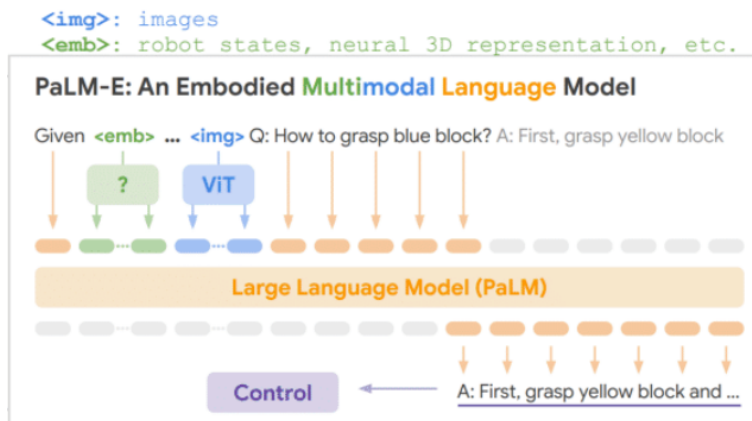 <img>: images
<emb>: robot states, neural 3D representation, etc.
PaLM-E: An Embodied Multimodal Language Model
Given <emb> ... <img> Q: How to grasp blue block? A: First, grasp yellow block
?
ViT
Large Language Model (PaLM)
A: First, grasp yellow block and ...
Control